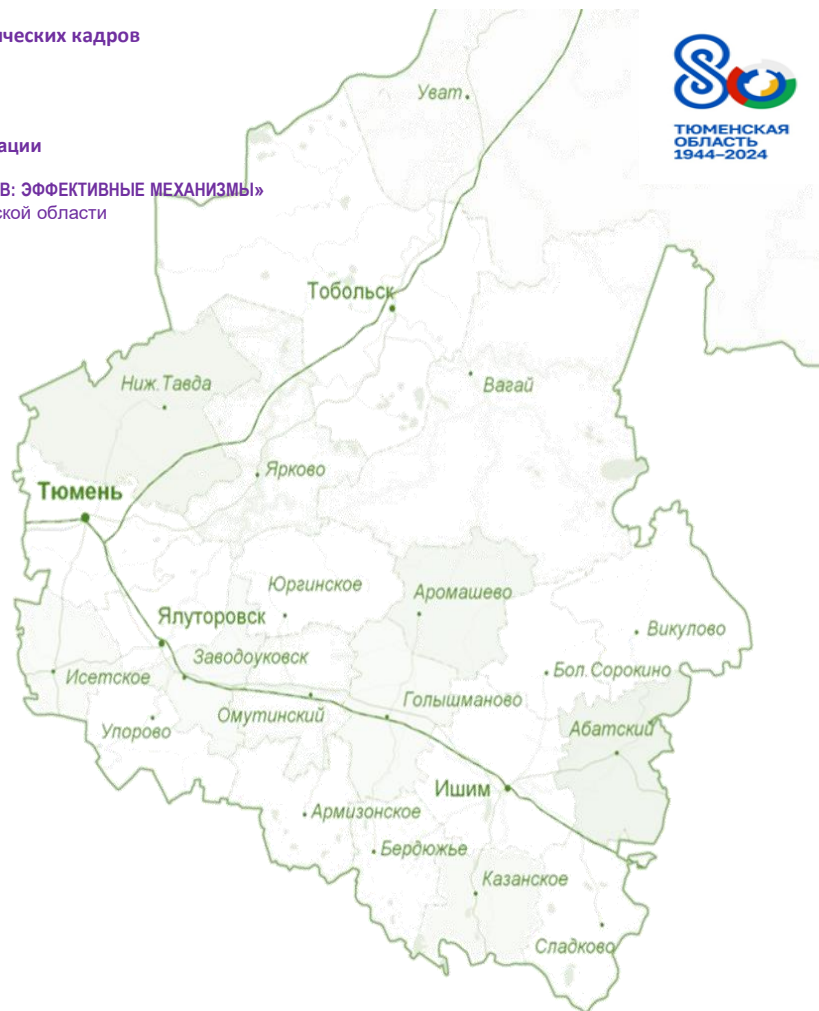 ических кадров
ации
В: ЭФФЕКТИВНЫЕ МЕХАНИЗМЫ»
ской области
ТЮМЕНСКАЯ
ОБЛАСТЬ
1944–2024
Уват
Тобольск
Ниж.Тавда
Вагай
Ярково
Тюмень
Юргинское
Аромашево
Ялуторовск
Викулово
Заводоуковск
Исетское
Бол.Сорокино
Голышманово
Омутинский
Упорово
Абатский
Ишим
Армизонское
Бердюжье
Казанское
Сладково